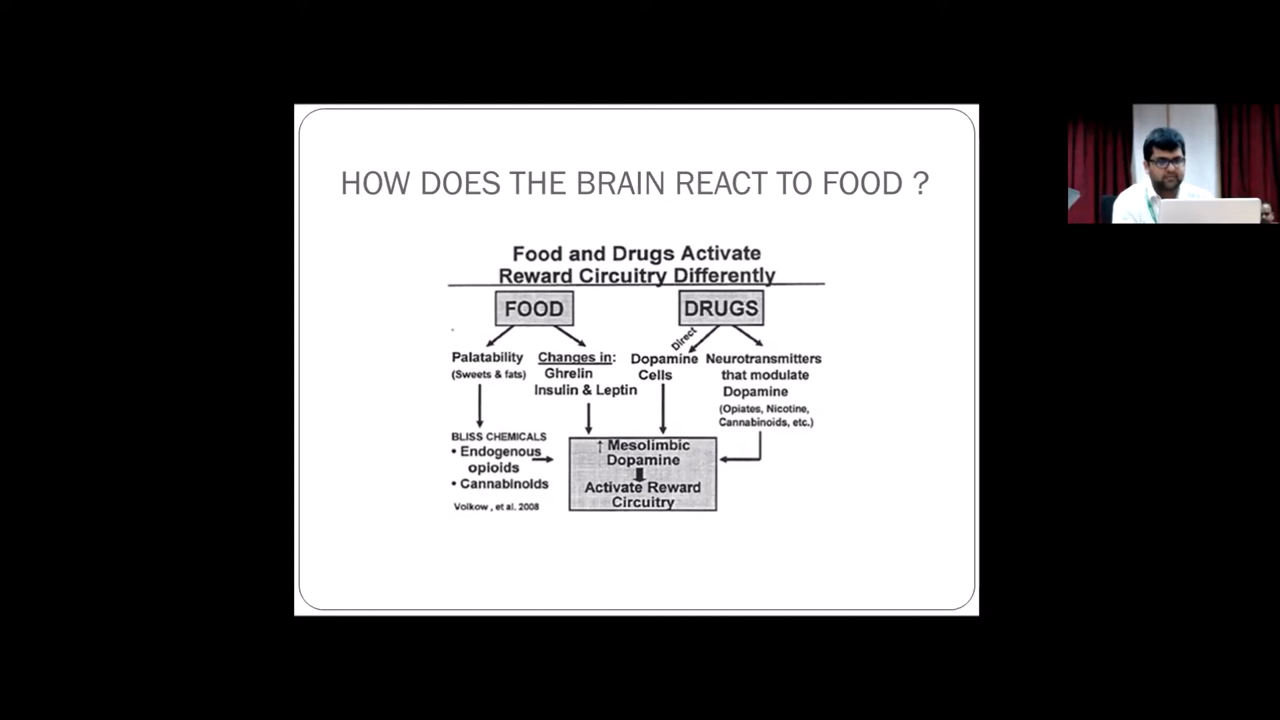 HOW DOES THE BRAIN REACT TO FOOD ?
Food and Drugs Activate
Reward Circuitry Differently
FOOD
DRUGS
Direct
Palatability
(Sweets & fats)
Changes in:
Ghrelin
Insulin & Leptin
Dopamine
Cells
Neurotransmitters
that modulate
Dopamine
(Opiates, Nicotine,
Cannabinoids, etc.)
BLISS CHEMICALS
• Endogenous
opioids
• Cannabinoids
↑ Mesolimbic
Dopamine
Activate Reward
Circuitry
Volkow , et al. 2008